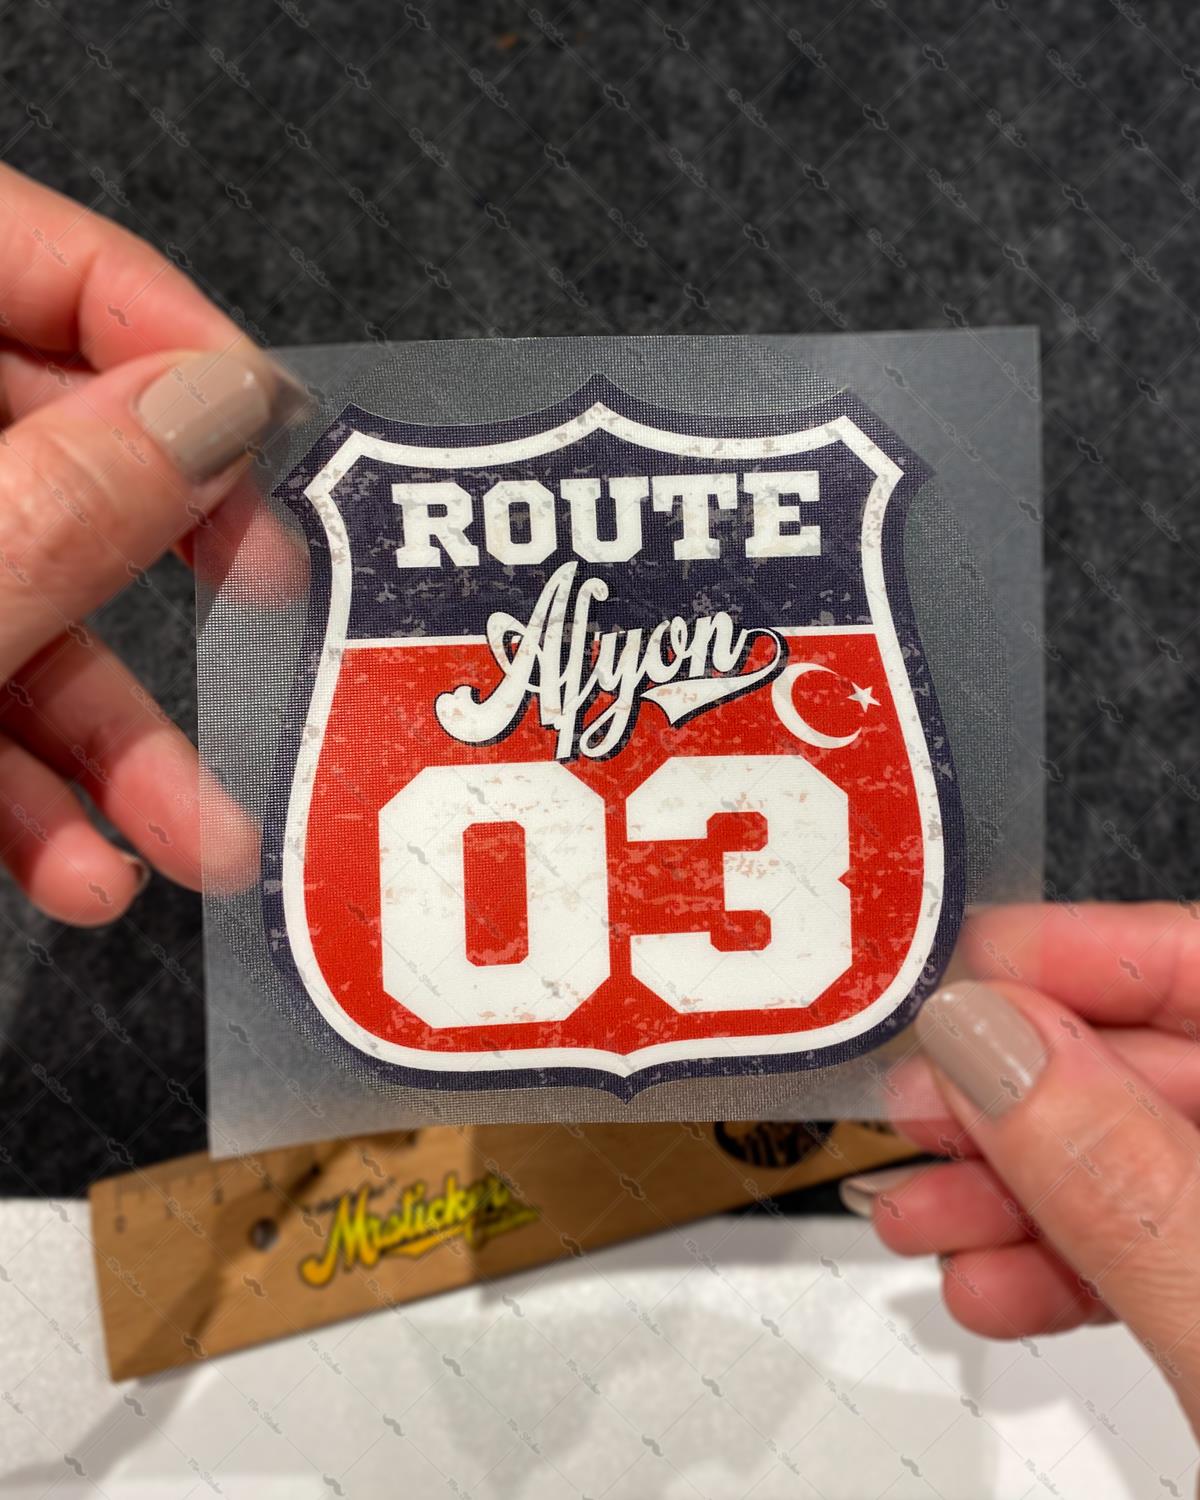 ROUTE
Afyon
03
Mrsticker